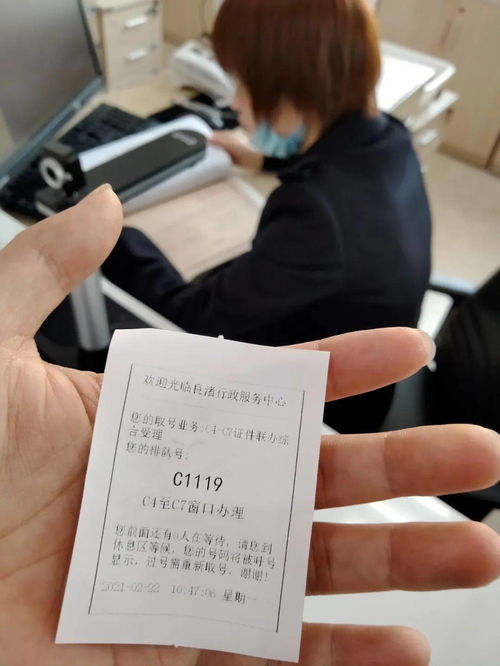 欢迎光临良渚行政服务中心
您的取号业务:C4-C7证件联办综
合受理
您的排队号:
C1119
C4至C7窗口办理
您前面还有0人在等待，请您到
休息区等候，您的号码将被呼号
显示，过号需重新取号，谢谢!
2021-02-22 10:47:06 星期一